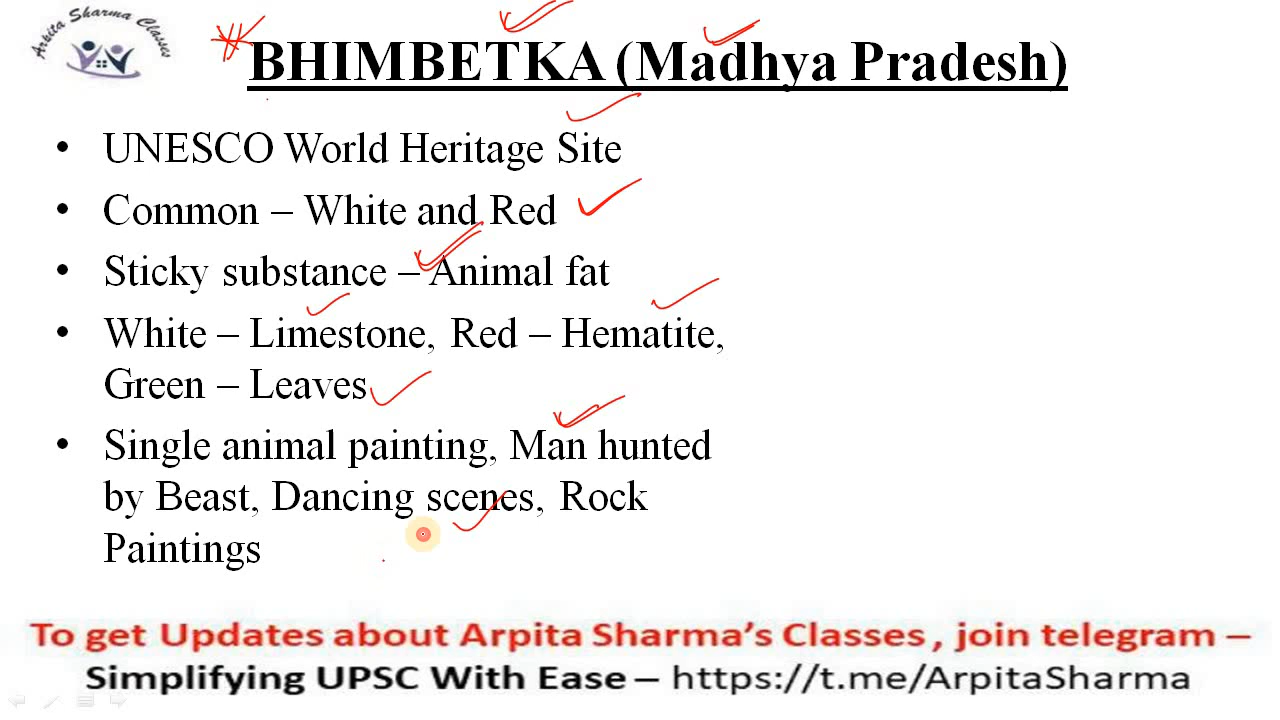 Arpita Sharma Classes
BHIMBETKA (Madhya Pradesh)
• UNESCO World Heritage Site
• Common – White and Red
• Sticky substance – Animal fat
• White – Limestone, Red – Hematite,
Green – Leaves
• Single animal painting, Man hunted
by Beast, Dancing scenes, Rock
Paintings
To get Updates about Arpita Sharma's Classes, join telegram –
Simplifying UPSC With Ease – https://t.me/ArpitaSharma